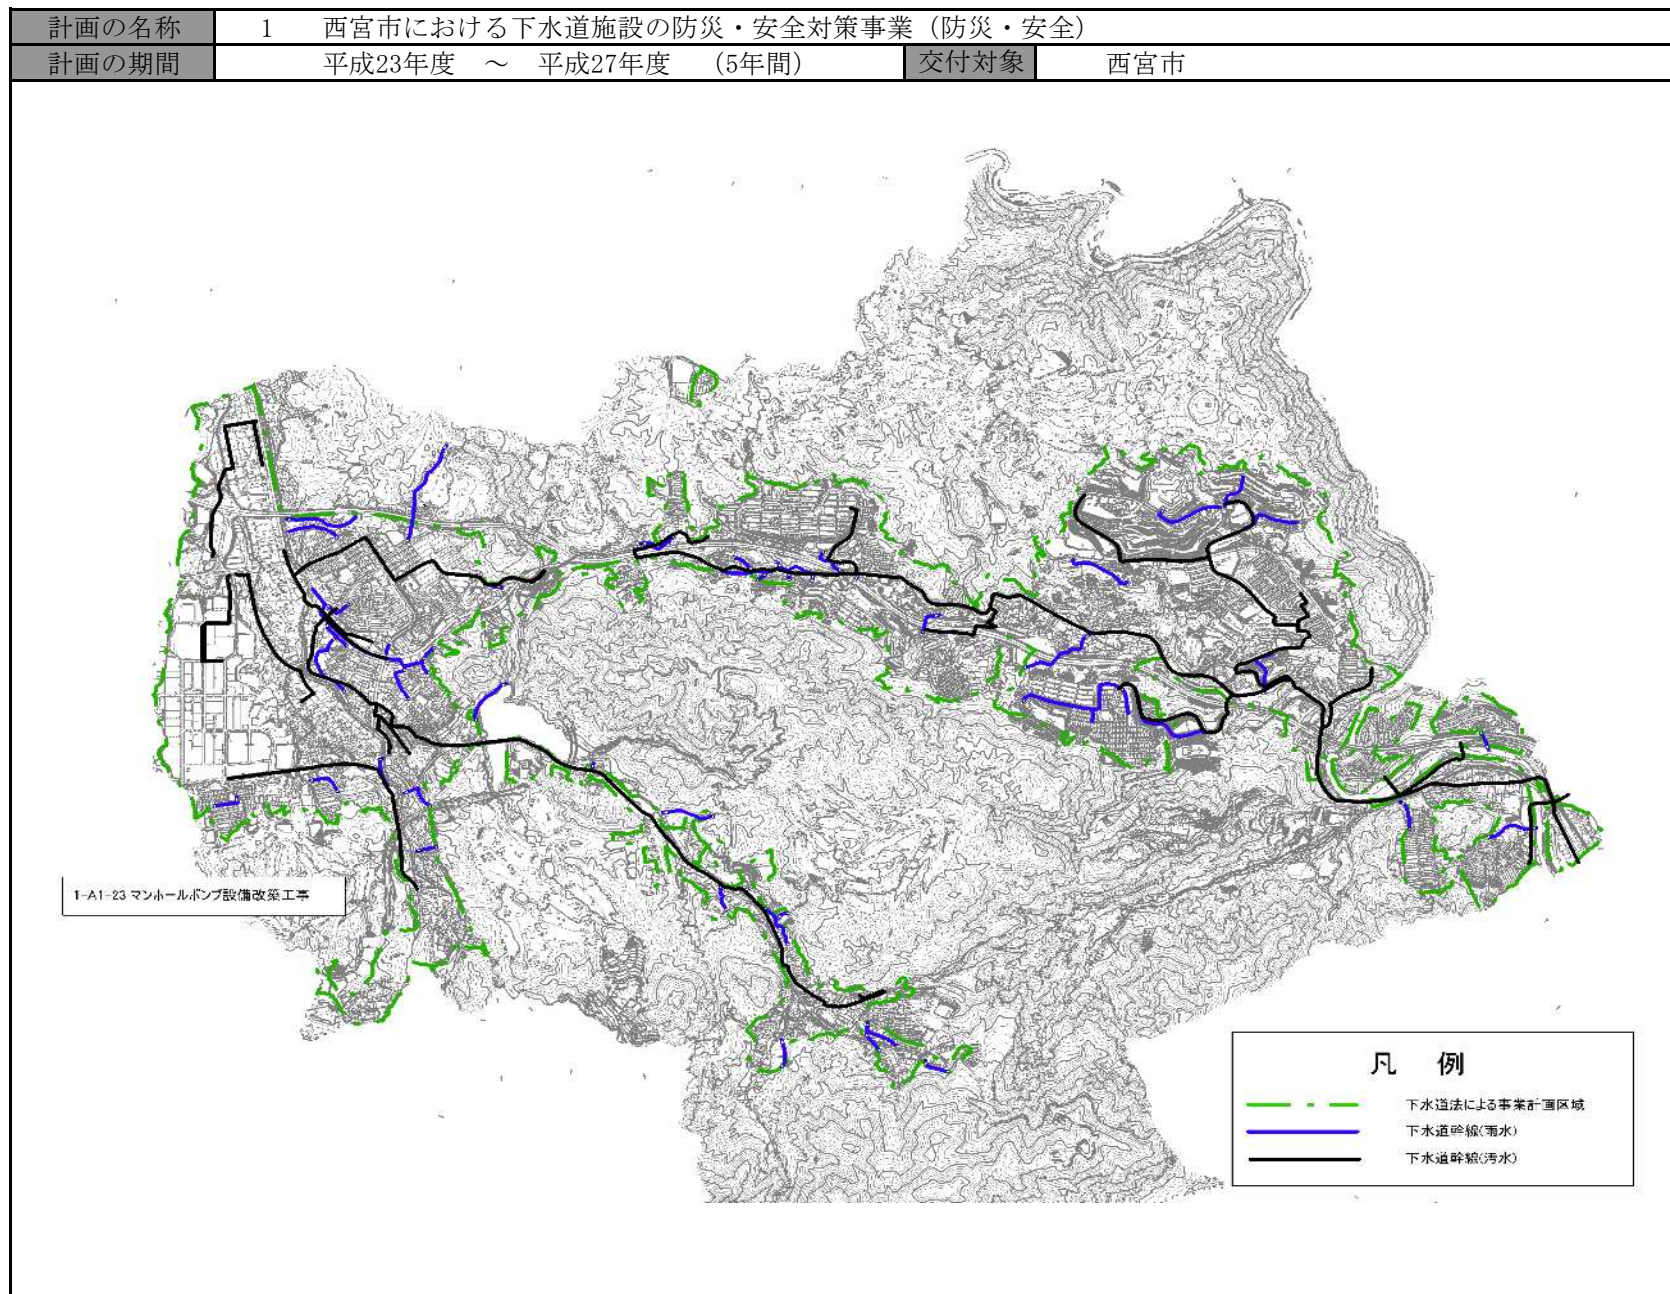 計画の名称 1 西宮市における下水道施設の防災・安全対策事業（防災・安全）
計画の期間 平成23年度 ～ 平成27年度 （5年間） 交付対象 西宮市
1-A1-23 マンホールポンプ設備改築工事
凡 例
下水道法による事業計画区域
下水道幹線(雨水)
下水道幹線(汚水)